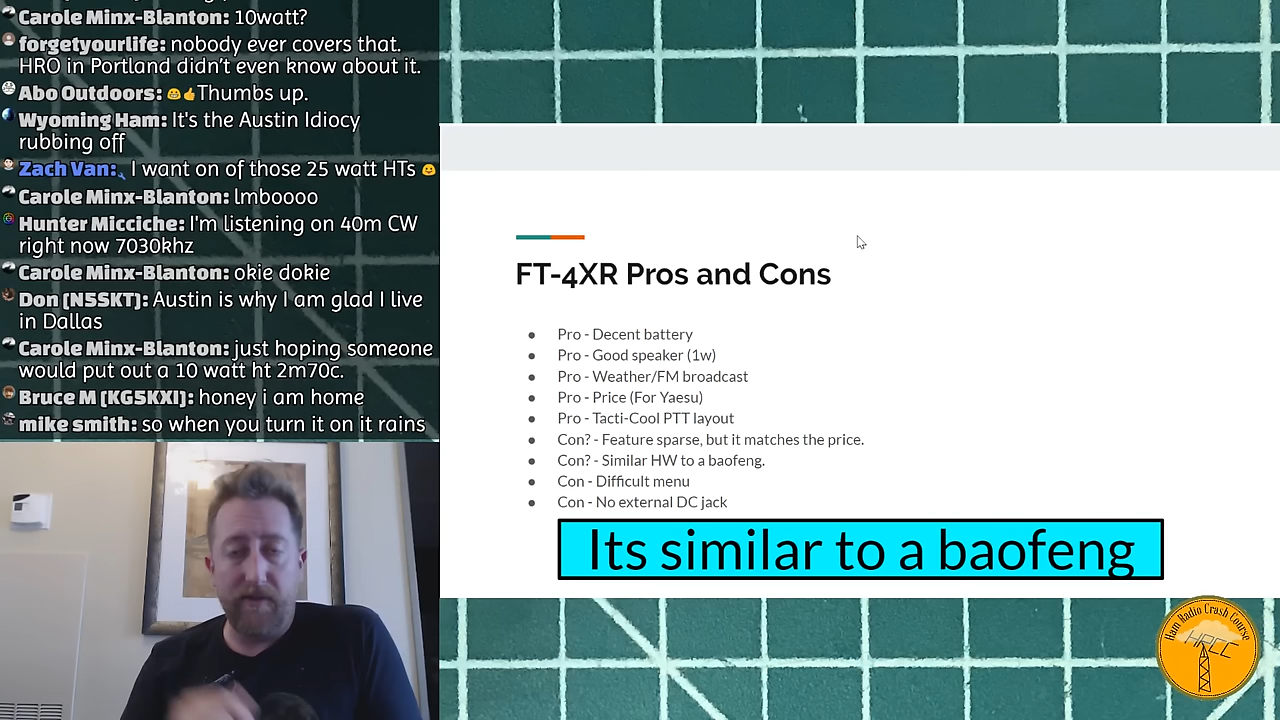 Carole Minx-Blanton: 10watt?
forgetyourlife: nobody ever covers that.
HRO in Portland didn't even know about it.
Abo Outdoors: 😀👍Thumbs up.
Wyoming Ham: It's the Austin Idiocy
rubbing off
Zach Van: I want on of those 25 watt HTs 😀
Carole Minx-Blanton: lmboooo
Hunter Micciche: I'm listening on 40m CW
right now 7030khz
Carole Minx-Blanton: okie dokie
Don (N5SKT): Austin is why I am glad I live
in Dallas
Carole Minx-Blanton: just hoping someone
would put out a 10 watt ht 2m70c.
Bruce M (KG5KXI): honey i am home
mike smith: so when you turn it on it rains
FT-4XR Pros and Cons
● Pro - Decent battery
● Pro - Good speaker (1w)
● Pro - Weather/FM broadcast
● Pro - Price (For Yaesu)
● Pro - Tacti-Cool PTT layout
● Con? - Feature sparse, but it matches the price.
● Con? - Similar HW to a baofeng.
● Con - Difficult menu
● Con - No external DC jack
Its similar to a baofeng
Ham Radio Crash Course
HRCC